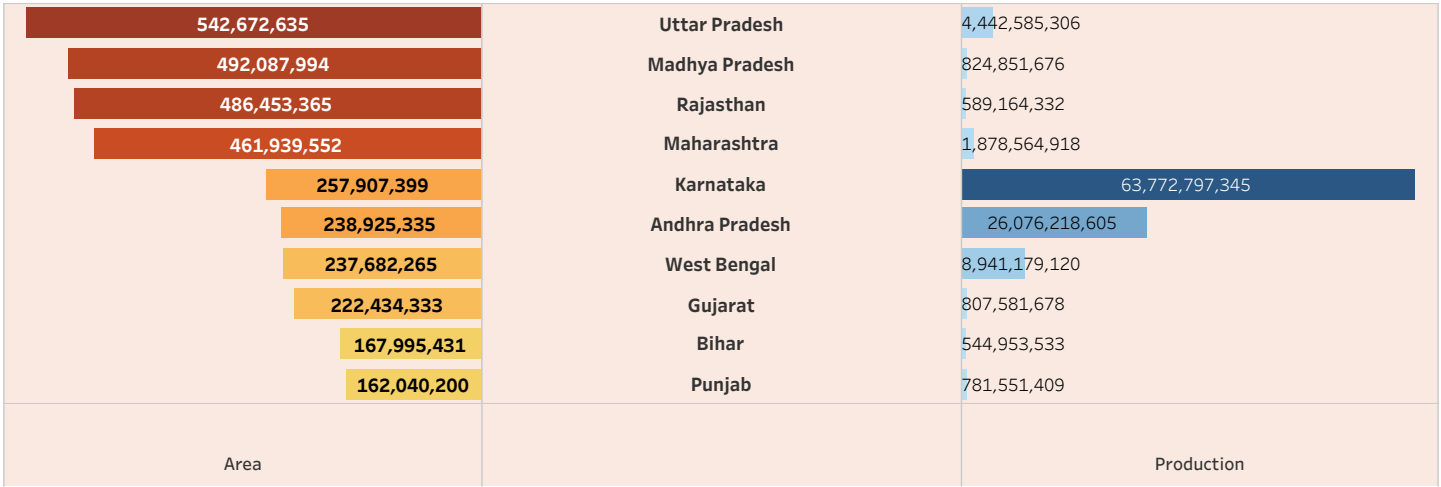 542,672,635 Uttar Pradesh 4,442,585,306
492,087,994 Madhya Pradesh 824,851,676
486,453,365 Rajasthan 589,164,332
461,939,552 Maharashtra 1,878,564,918
257,907,399 Karnataka 63,772,797,345
238,925,335 Andhra Pradesh 26,076,218,605
237,682,265 West Bengal 8,941,179,120
222,434,333 Gujarat 807,581,678
167,995,431 Bihar 544,953,533
162,040,200 Punjab 781,551,409
Area Production